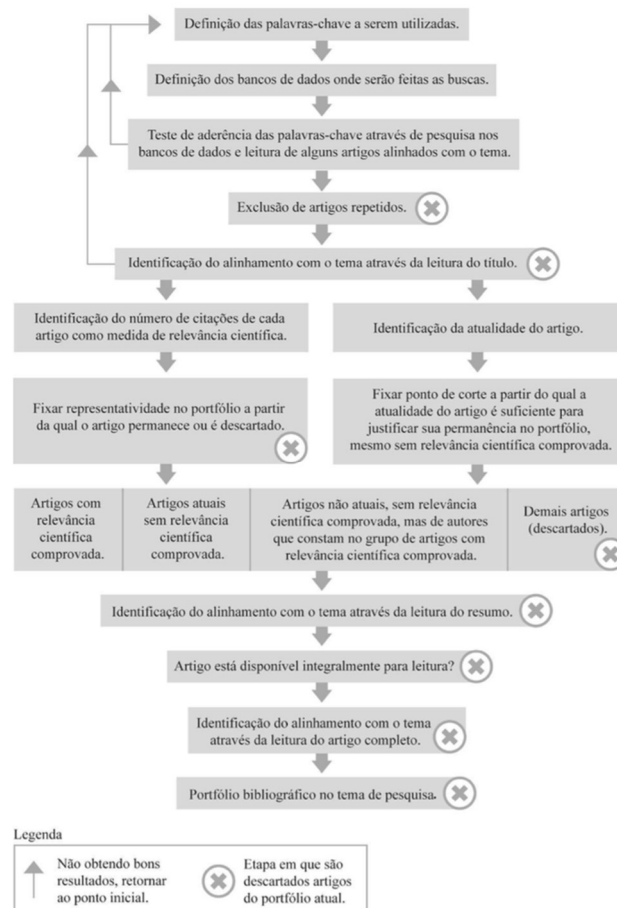 Definição das palavras-chave a serem utilizadas.
Definição dos bancos de dados onde serão feitas as buscas.
Teste de aderência das palavras-chave através de pesquisa nos
bancos de dados e leitura de alguns artigos alinhados com o tema.
Exclusão de artigos repetidos.
Identificação do alinhamento com o tema através da leitura do título.
Identificação do número de citações de cada
artigo como medida de relevância científica.
Identificação da atualidade do artigo.
Fixar representatividade no portfólio a partir
da qual o artigo permanece ou é descartado.
Fixar ponto de corte a partir do qual a
atualidade do artigo é suficiente para
justificar sua permanência no portfólio,
mesmo sem relevância científica comprovada.
Artigos com
relevância
científica
comprovada.
Artigos atuais
sem relevância
científica
comprovada.
Artigos não atuais, sem relevância
científica comprovada, mas de autores
que constam no grupo de artigos com
relevância científica comprovada.
Demais artigos
(descartados).
Identificação do alinhamento com o tema através da leitura do resumo.
Artigo está disponível integralmente para leitura?
Identificação do alinhamento com o tema
através da leitura do artigo completo.
Portfólio bibliográfico no tema de pesquisa.
Legenda
Não obtendo bons
resultados, retornar
ao ponto inicial.
Etapa em que são
descartados artigos
do portfólio atual.